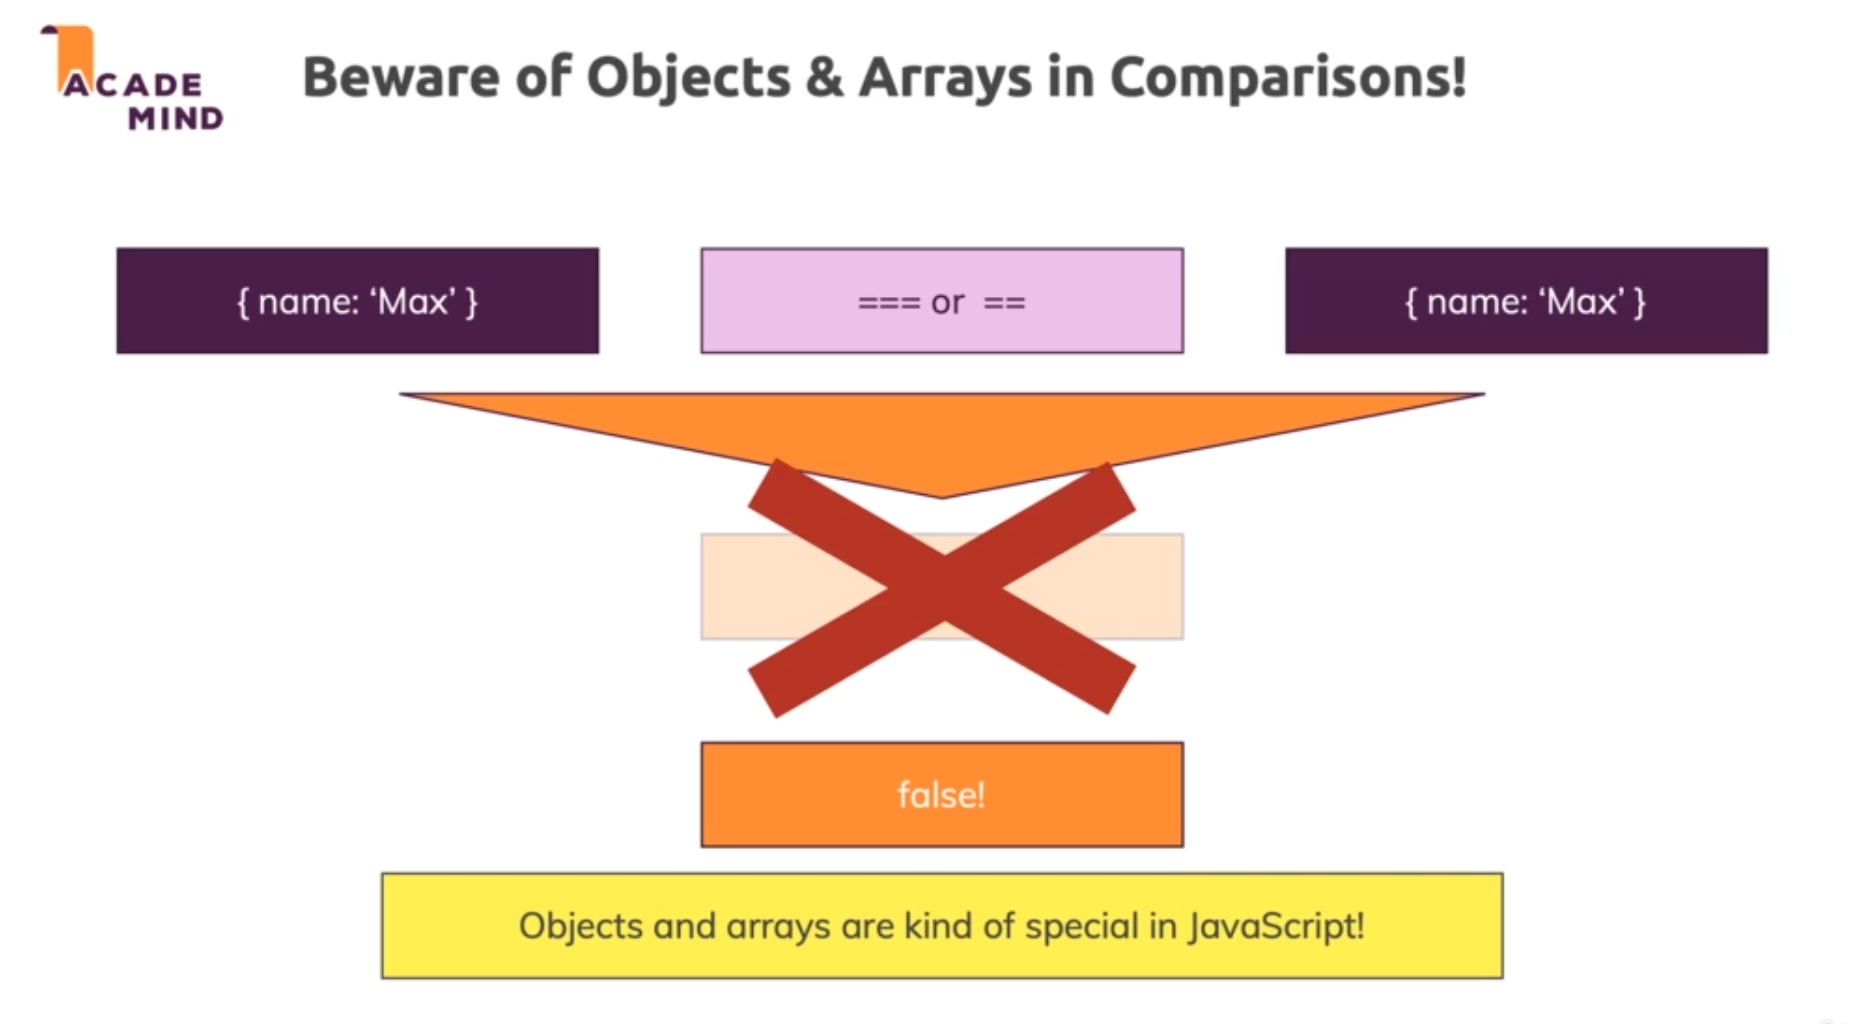 ACADE
MIND
Beware of Objects & Arrays in Comparisons!
{ name: ‘Max’ }
=== or ==
{ name: ‘Max’ }
false!
Objects and arrays are kind of special in JavaScript!